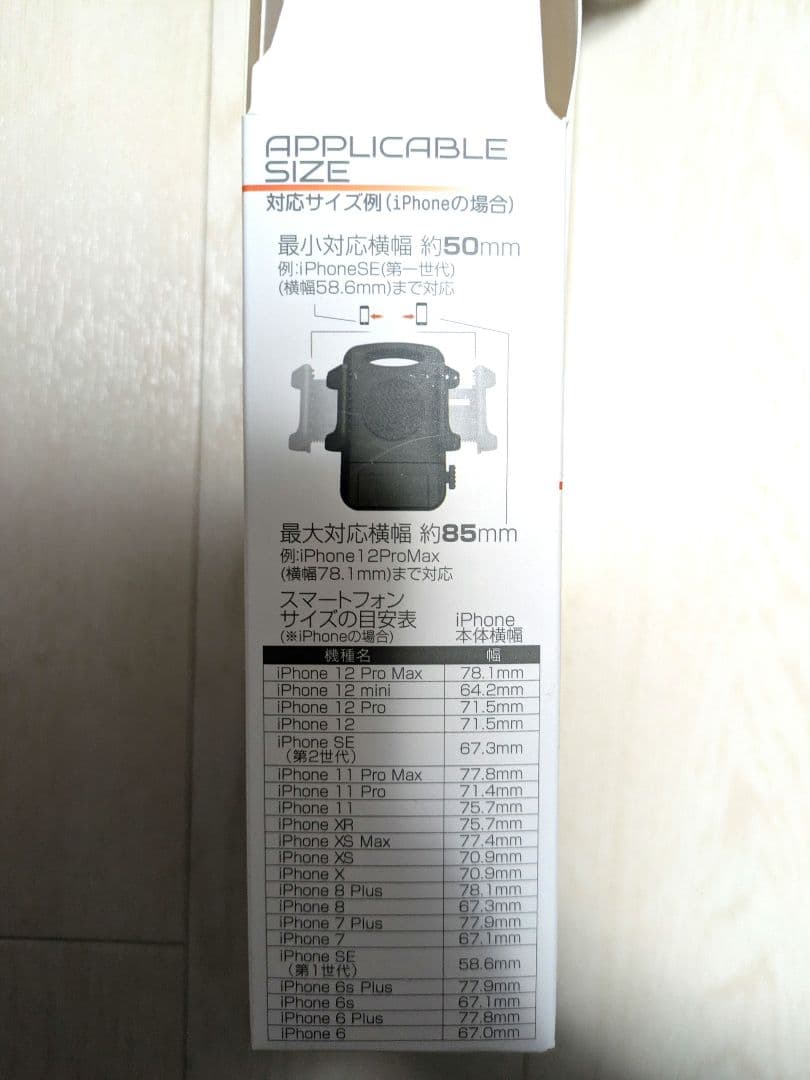 APPLICABLE
SIZE
対応サイズ例(iPhoneの場合)
最小対応横幅 約50mm
例:iPhoneSE(第一世代)
(横幅58.6mm)まで対応
最大対応横幅 約85mm
例:iPhone12ProMax
(横幅78.1mm)まで対応
スマートフォン
サイズの目安表
(※iPhoneの場合)
iPhone
本体横幅
機種名 幅
iPhone 12 Pro Max 78.1mm
iPhone 12 mini 64.2mm
iPhone 12 Pro 71.5mm
iPhone 12 71.5mm
iPhone SE
(第2世代) 67.3mm
iPhone 11 Pro Max 77.8mm
iPhone 11 Pro 71.4mm
iPhone 11 75.7mm
iPhone XR 75.7mm
iPhone XS Max 77.4mm
iPhone XS 70.9mm
iPhone X 70.9mm
iPhone 8 Plus 78.1mm
iPhone 8 67.3mm
iPhone 7 Plus 77.9mm
iPhone 7 67.1mm
iPhone SE
(第1世代) 58.6mm
iPhone 6s Plus 77.9mm
iPhone 6s 67.1mm
iPhone 6 Plus 77.8mm
iPhone 6 67.0mm